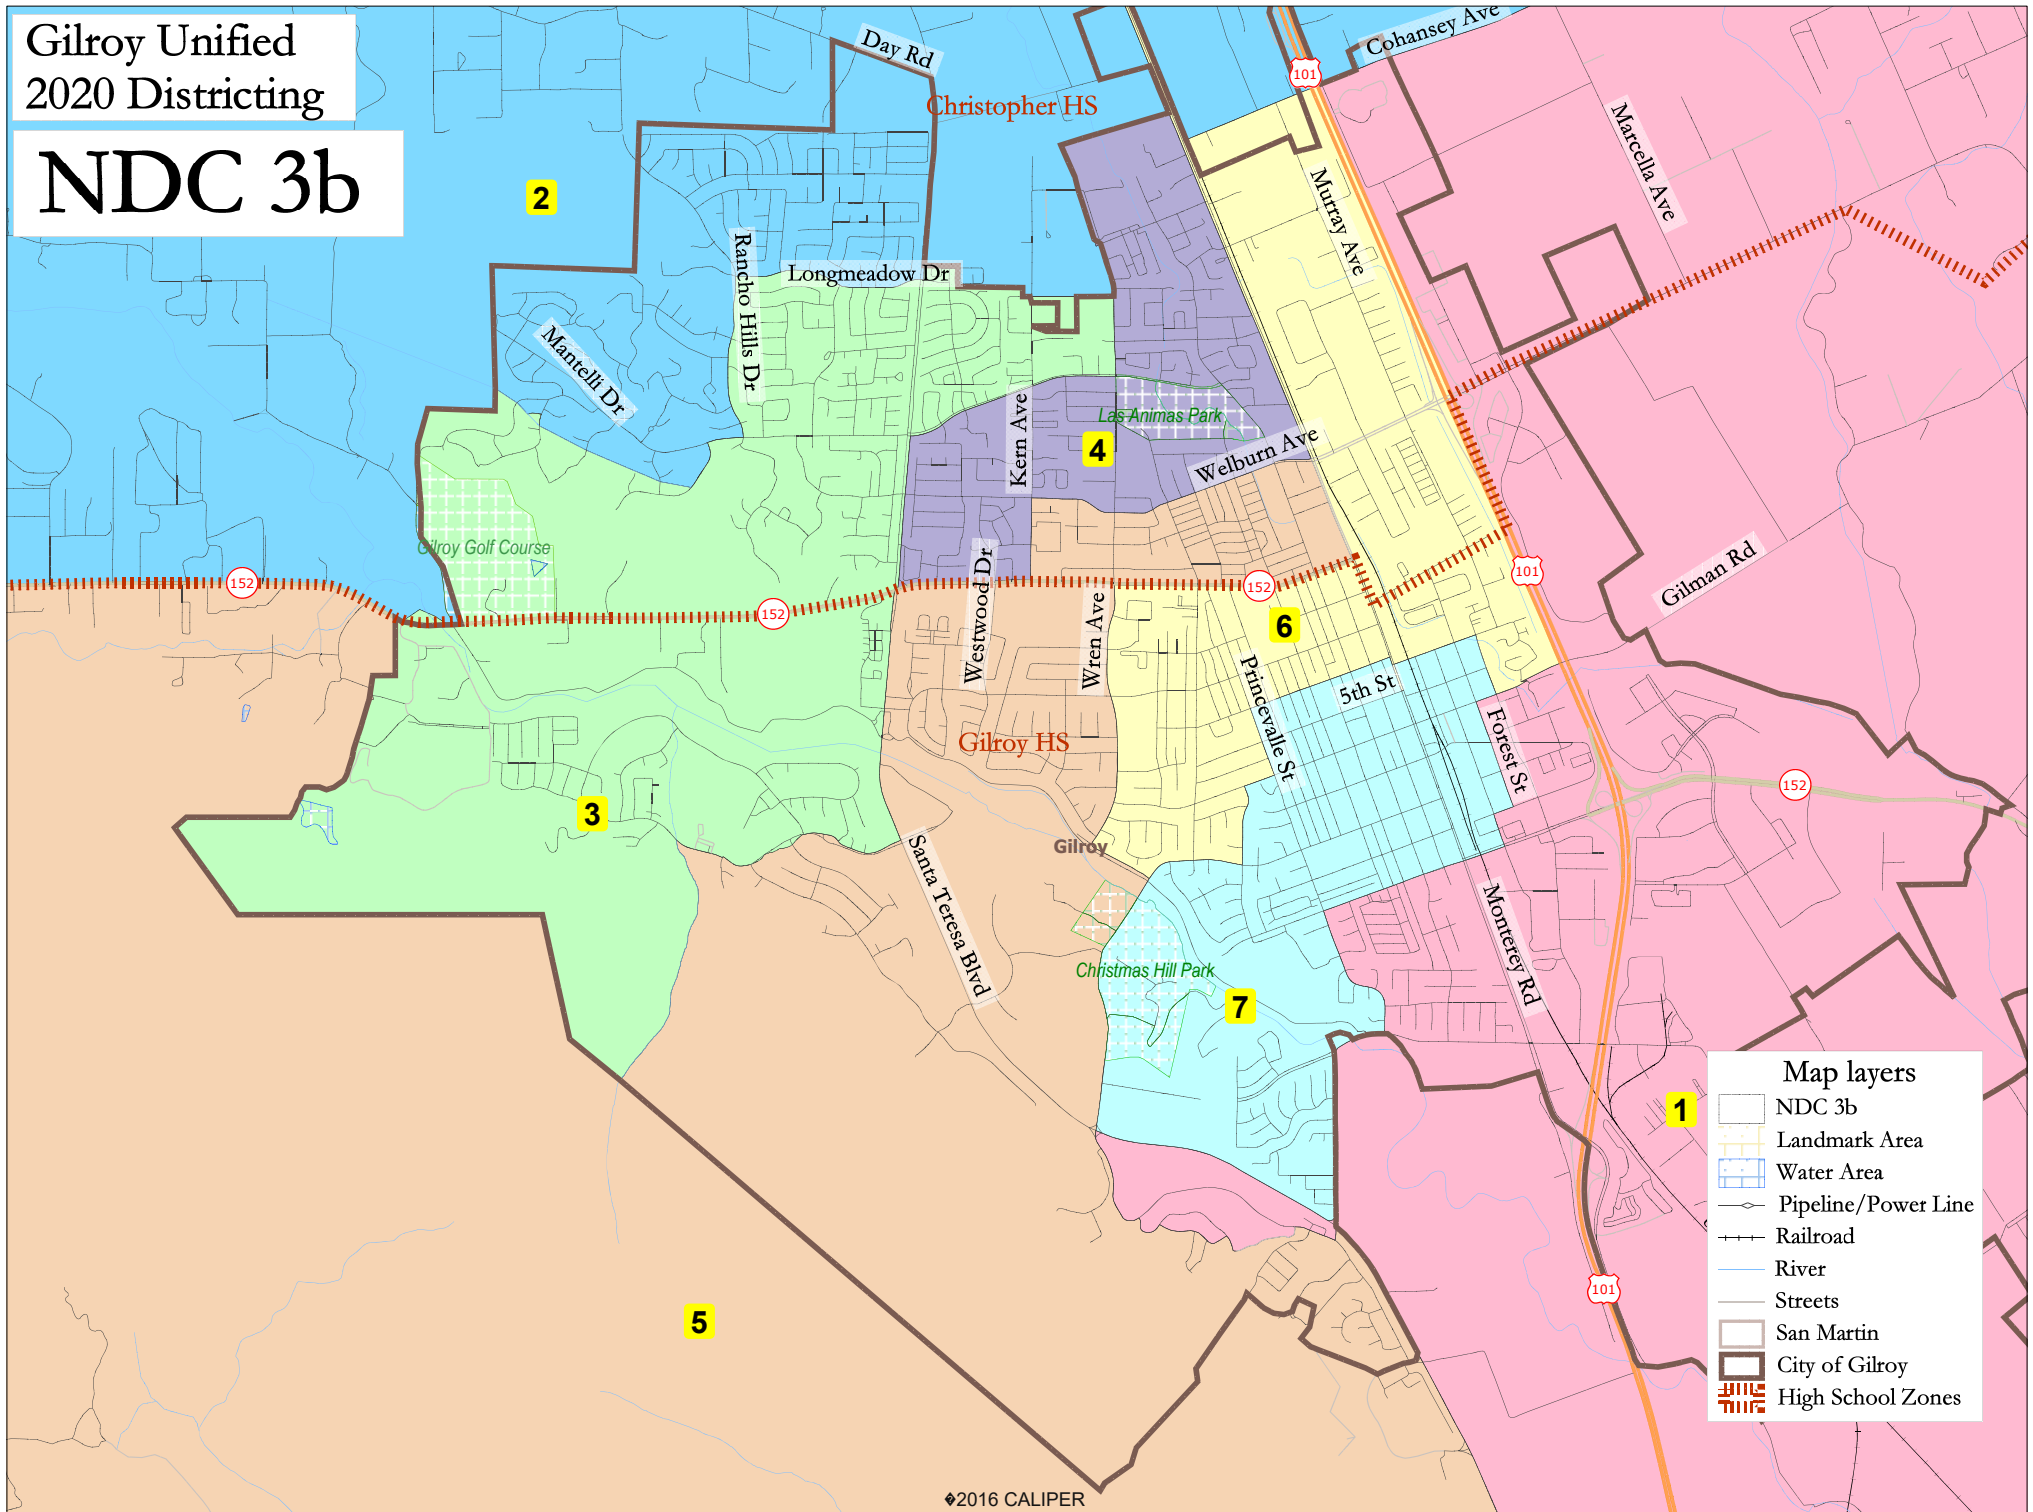 Gilroy Unified
2020 Districting
NDC 3b
Day Rd
Cohansey Ave
101
Christopher HS
Marcella Ave
2
Murray Ave
Rancho Hills Dr
Longmeadow Dr
Mantelli Dr
Kern Ave
Las Animas Park
4
Welburn Ave
Gilroy Golf Course
152
152
152
101
Gilman Rd
Westwood Dr
Wren Ave
6
Princevalle St
5th St
Gilroy HS
Forest St
152
3
Gilroy
Santa Teresa Blvd
Monterey Rd
Christmas Hill Park
7
1
101
5
Map layers
NDC 3b
Landmark Area
Water Area
Pipeline/Power Line
Railroad
River
Streets
San Martin
City of Gilroy
High School Zones
�2016 CALIPER